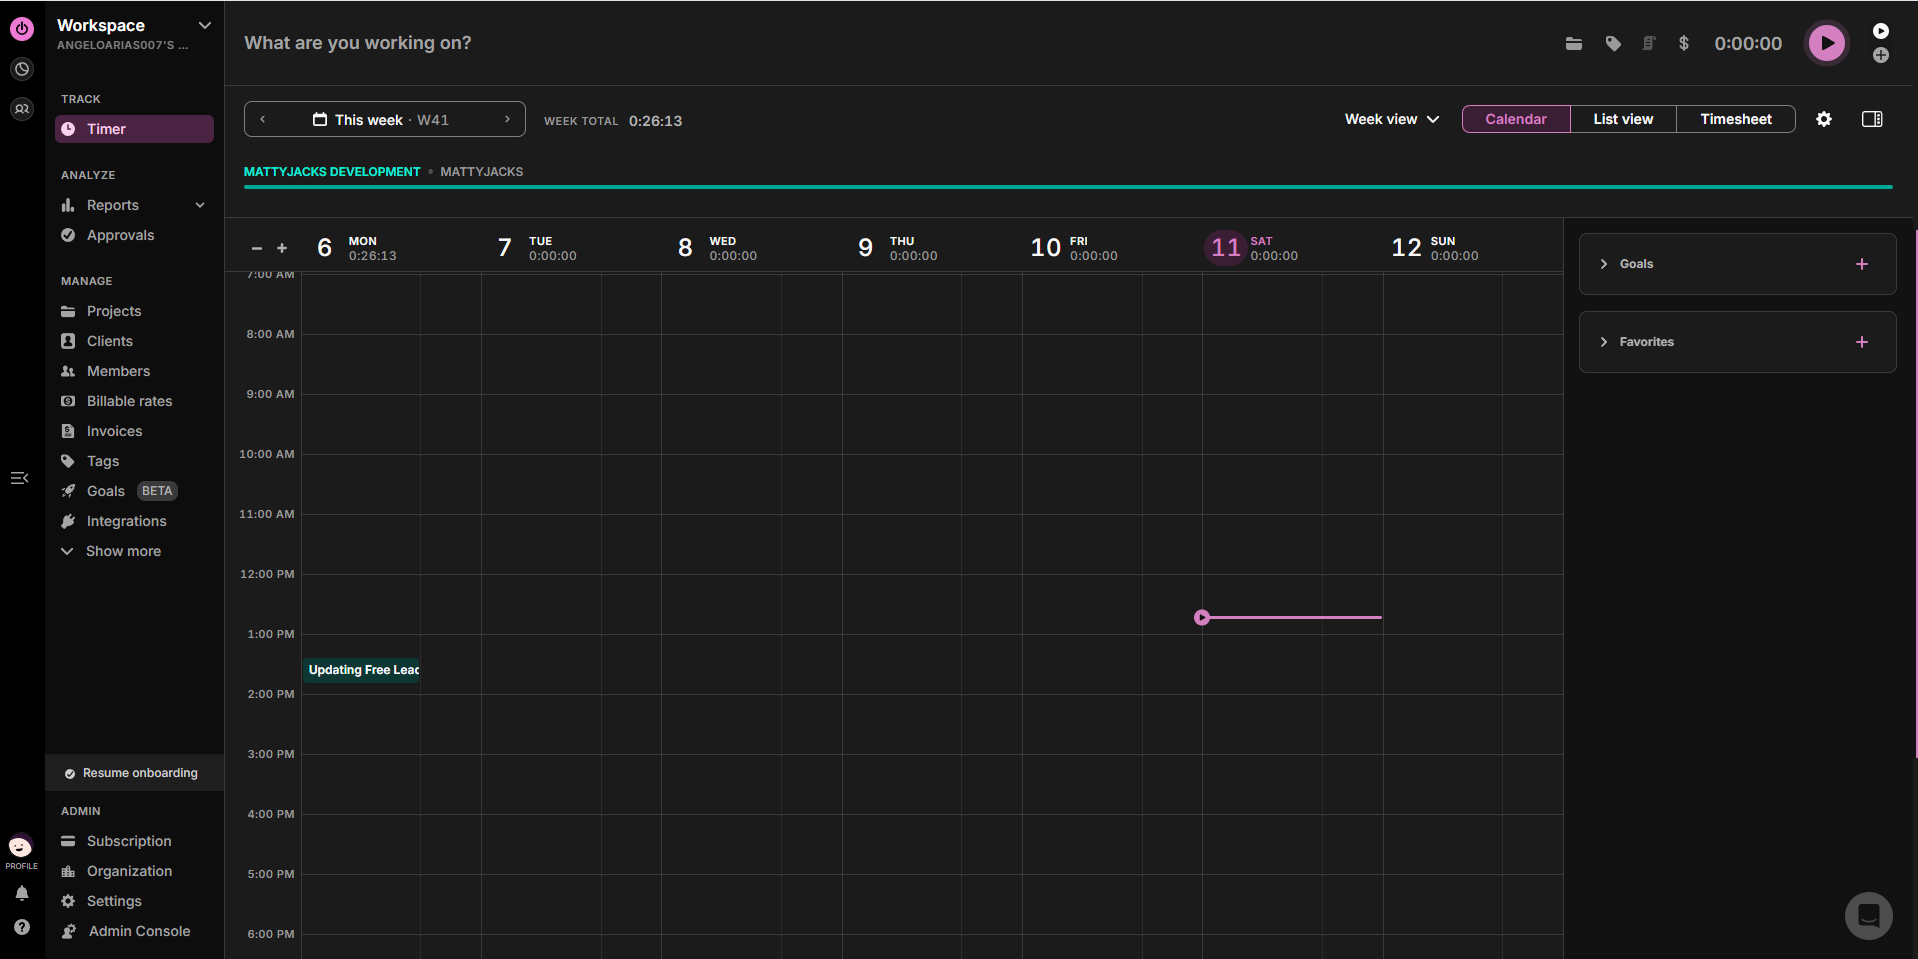 Workspace
ANGELOARIAS007'S ...
TRACK
Timer
ANALYZE
Reports
Approvals
MANAGE
Projects
Clients
Members
Billable rates
Invoices
Tags
Goals BETA
Integrations
Show more
Resume onboarding
ADMIN
Subscription
Organization
Settings
Admin Console
PROFILE
What are you working on?
$ 0:00:00
This week · W41
WEEK TOTAL 0:26:13
Week view
Calendar
List view
Timesheet
MATTYJACKS DEVELOPMENT • MATTYJACKS
6 MON 0:26:13
7 TUE 0:00:00
8 WED 0:00:00
9 THU 0:00:00
10 FRI 0:00:00
11 SAT 0:00:00
12 SUN 0:00:00
7:00 AM
8:00 AM
9:00 AM
10:00 AM
11:00 AM
12:00 PM
1:00 PM
Updating Free Lead
2:00 PM
3:00 PM
4:00 PM
5:00 PM
6:00 PM
Goals
Favorites